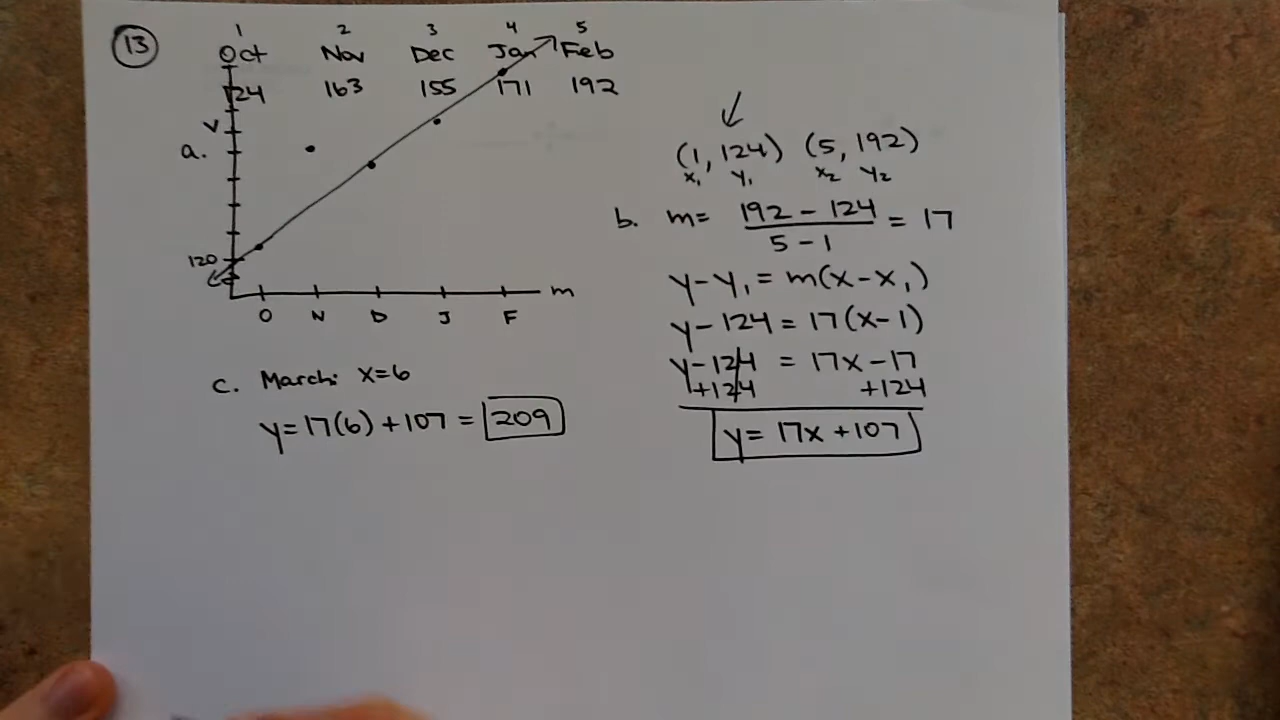 13
1 2 3 4 5
Oct Nov Dec Jan Feb
124 163 155 171 192
v
a.
120
O N D J F m
c. March: x=6
y=17(6)+107 = 209
(1, 124) (5, 192)
x₁ y₁ x₂ y₂
b. m= 192 - 124 / 5 - 1 = 17
y-y₁ = m(x-x₁)
y-124 = 17(x-1)
y-124 = 17x-17
+124 +124
y= 17x +107